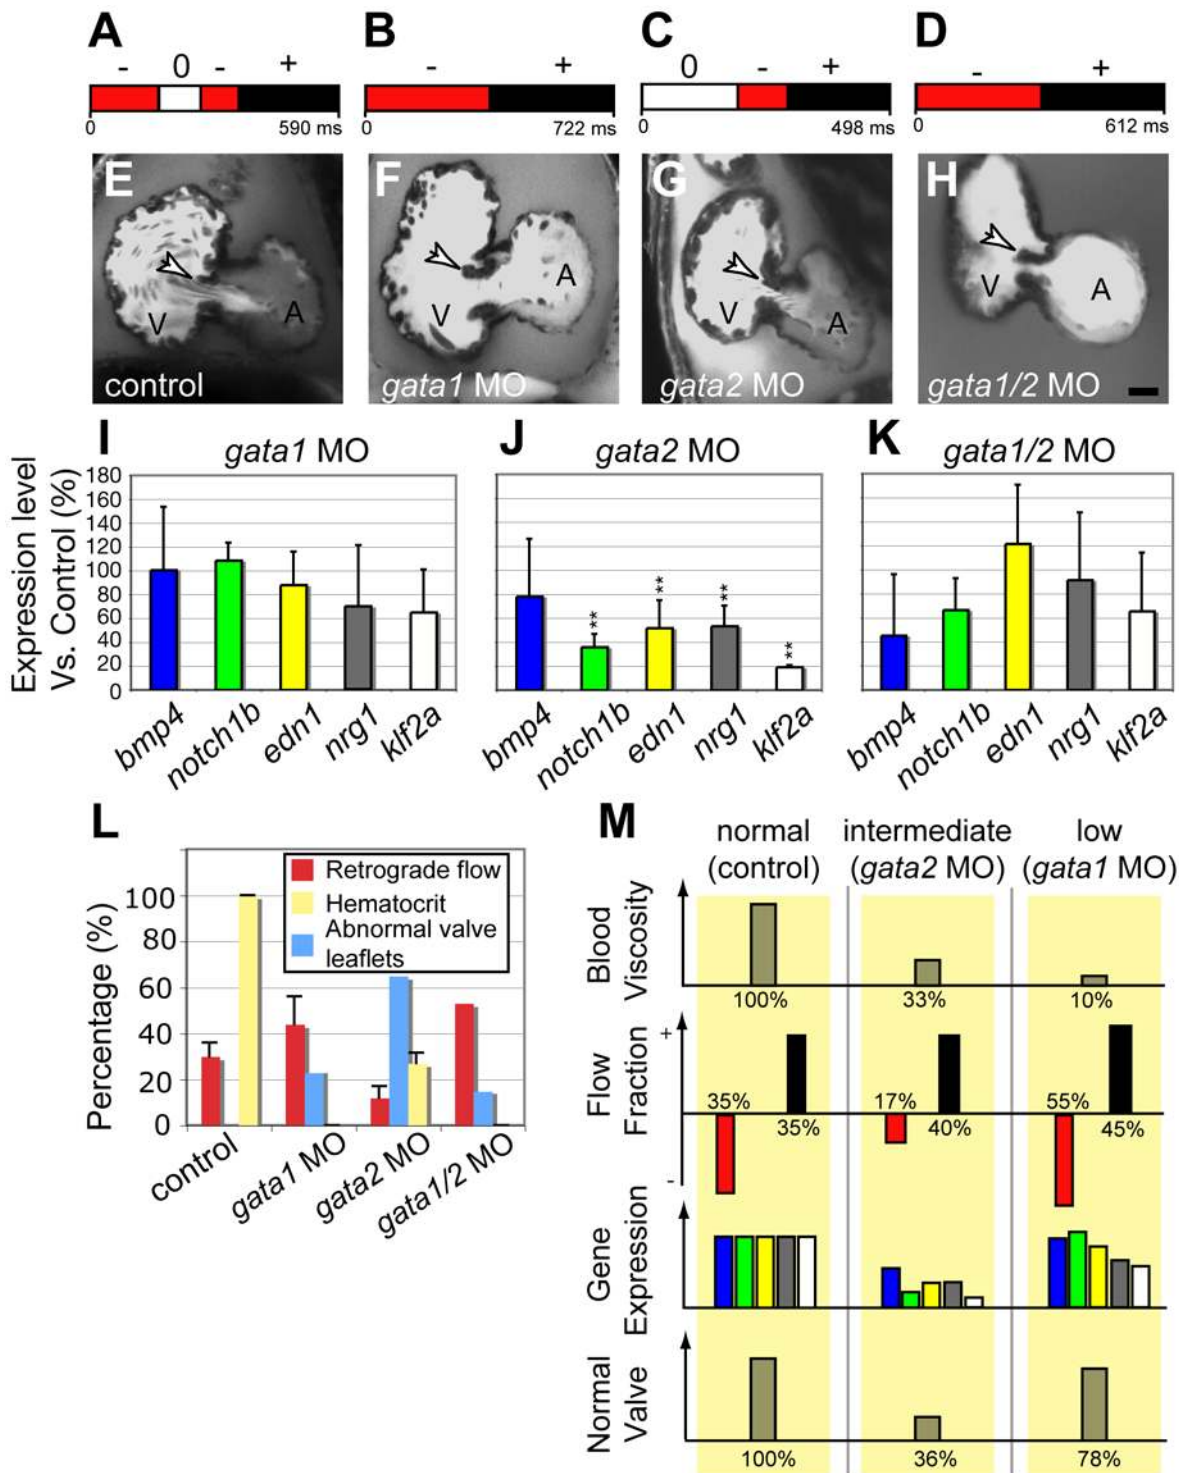 A B C D
- 0 - +
- +
0 - +
- +
0 590 ms
0 722 ms
0 498 ms
0 612 ms
E
V
A
control
F
V
A
gata1 MO
G
V
A
gata2 MO
H
V
A
gata1/2 MO
I
gata1 MO
J
gata2 MO
K
gata1/2 MO
Expression level
Vs. Control (%)
180
160
140
120
100
80
60
40
20
0
** ** ** **
bmp4 notch1b edn1 nrg1 klf2a
bmp4 notch1b edn1 nrg1 klf2a
bmp4 notch1b edn1 nrg1 klf2a
L
Percentage (%)
100
80
60
40
20
0
Retrograde flow
Hematocrit
Abnormal valve
leaflets
control gata1 MO gata2 MO gata1/2 MO
M
normal
(control)
intermediate
(gata2 MO)
low
(gata1 MO)
Blood
Viscosity
100% 33% 10%
Flow
Fraction
+
-
35% 17% 55%
35% 40% 45%
Gene
Expression
Normal
Valve
100% 36% 78%